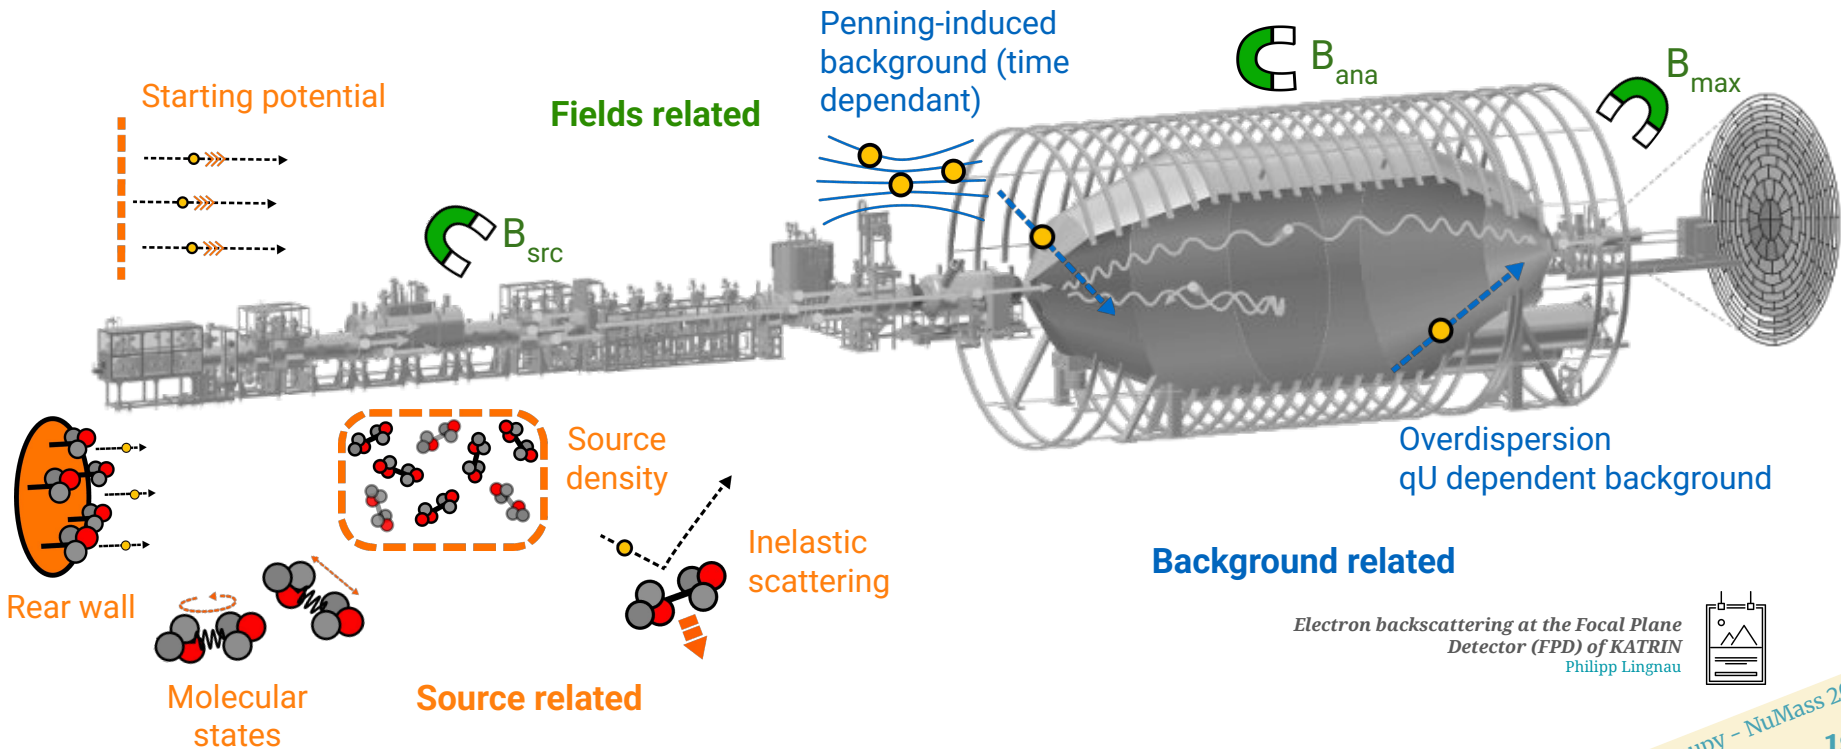 Penning-induced
background (time
dependant)
B ana
B max
Starting potential
Fields related
B src
Source
density
Overdispersion
qU dependent background
Inelastic
scattering
Background related
Rear wall
Electron backscattering at the Focal Plane
Detector (FPD) of KATRIN
Philipp Lingnau
Molecular
states
Source related
- NuMass